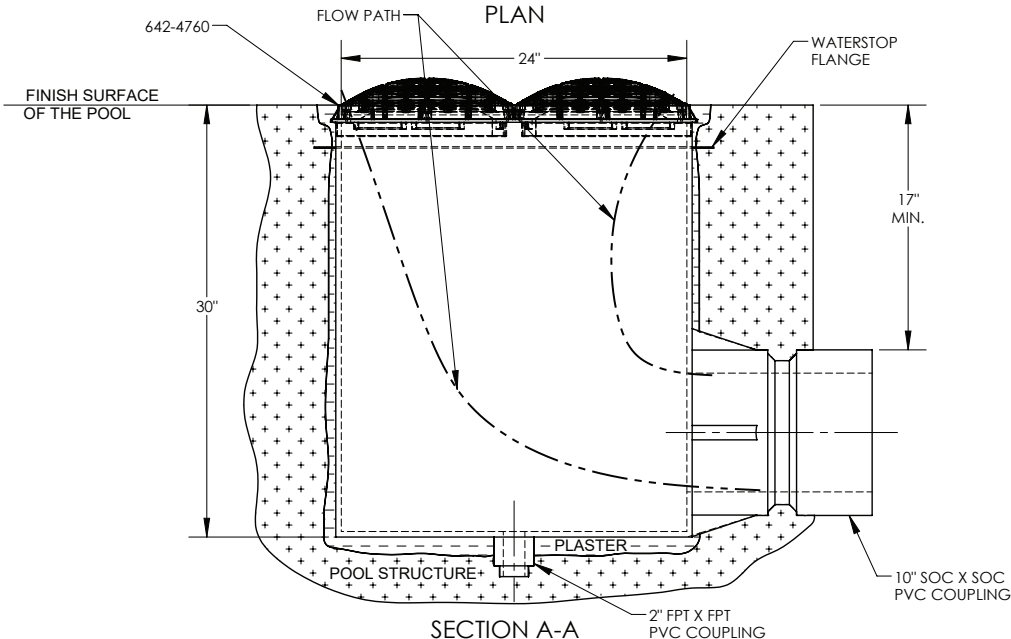 PLAN
642-4760
FLOW PATH
24"
WATERSTOP
FLANGE
FINISH SURFACE
OF THE POOL
17"
MIN.
30"
PLASTER
POOL STRUCTURE
10" SOC X SOC
PVC COUPLING
2" FPT X FPT
PVC COUPLING
SECTION A-A